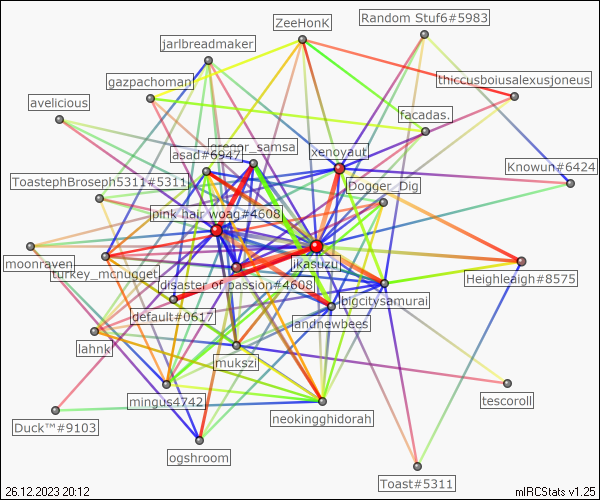 ZeeHonK
Random Stuf6#5983
jarlbreadmaker
gazpachoman
thiccusboiusalexusjoneus
avelicious
facadas.
gregor_samsa
asad#6947
xenoyaut
Knowun#6424
ToastephBroseph5311#5311
Dogger_Dig
pink hair woag#4608
moonraven
jkasuzu
turkey_mcnugget
Heighleaigh#8575
disaster of passion#4608
bigcitysamurai
default#0617
andnewbees
lahnk
mukszi
mingus4742
tescoroll
neokingghidorah
Duck™#9103
ogshroom
Toast#5311
26.12.2023 20:12
mIRCStats v1.25